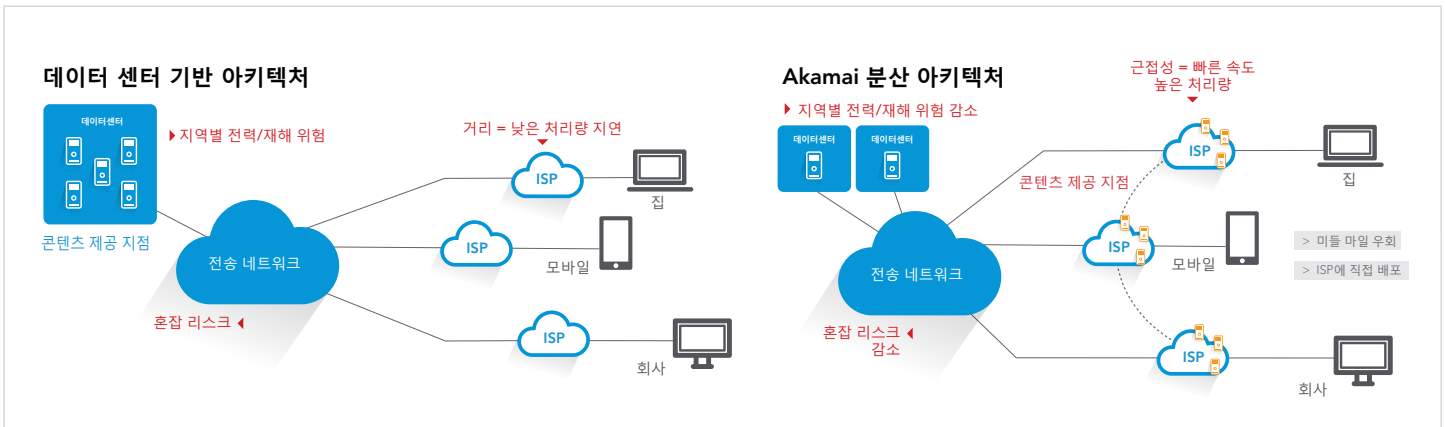 데이터 센터 기반 아키텍처
데이터센터
▶ 지역별 전력/재해 위험
콘텐츠 제공 지점
전송 네트워크
혼잡 리스크 ◀
거리 = 낮은 처리량 지연
ISP
집
ISP
모바일
ISP
회사
Akamai 분산 아키텍처
▶ 지역별 전력/재해 위험 감소
데이터센터
데이터센터
전송 네트워크
혼잡 리스크 ◀
감소
근접성 = 빠른 속도
높은 처리량
콘텐츠 제공 지점
ISP
집
ISP
모바일
ISP
회사
> 미들 마일 우회
> ISP에 직접 배포